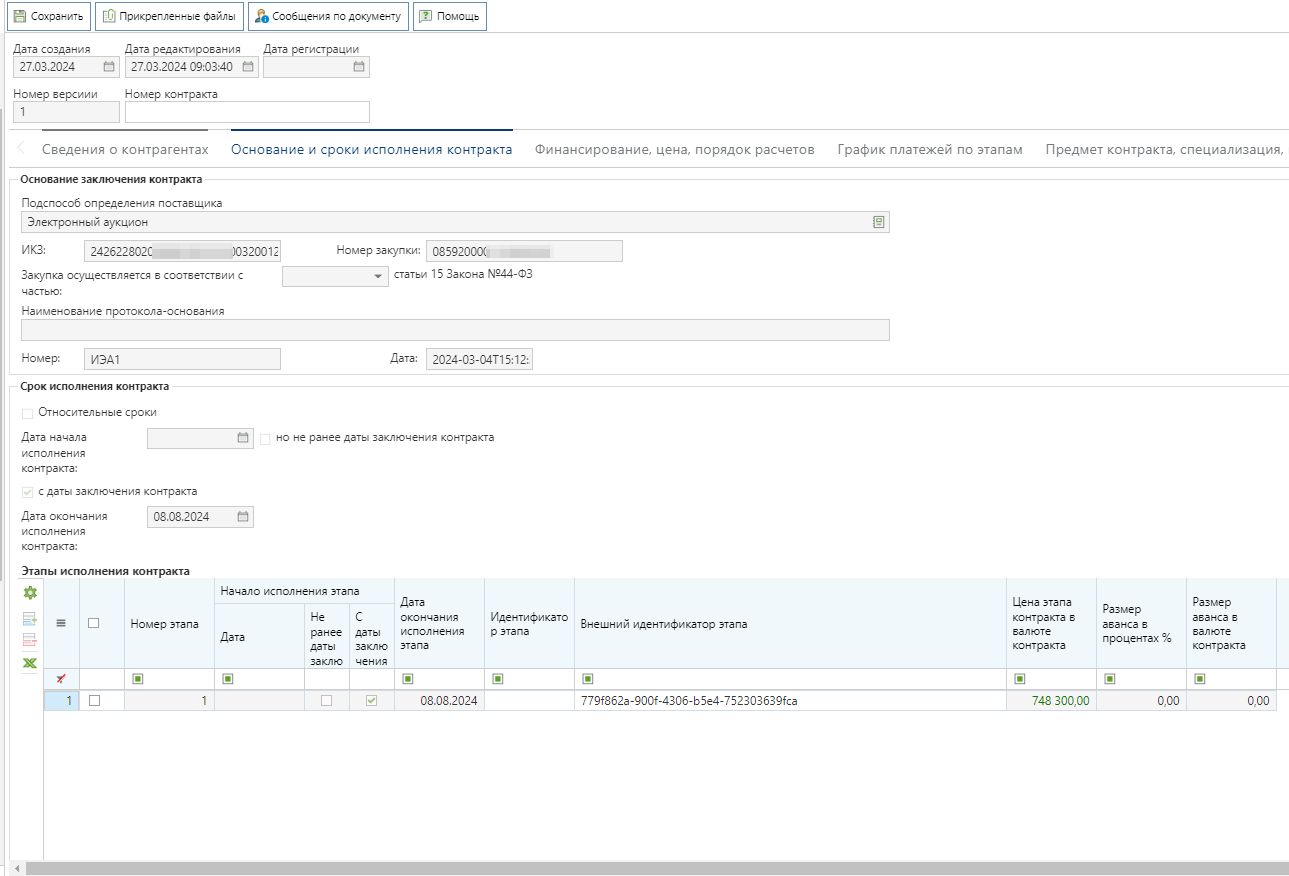 Сохранить
Прикрепленные файлы
Сообщения по документу
Помощь
Дата создания
Дата редактирования
Дата регистрации
27.03.2024
27.03.2024 09:03:40
Номер версиии
Номер контракта
1
Сведения о контрагентах
Основание и сроки исполнения контракта
Финансирование, цена, порядок расчетов
График платежей по этапам
Предмет контракта, специализация,
Основание заключения контракта
Подспособ определения поставщика
Электронный аукцион
ИКЗ:
2426228020
00320012
Номер закупки:
085920000
Закупка осуществляется в соответствии с
частью:
статьи 15 Закона №44-ФЗ
Наименование протокола-основания
Номер:
ИЭА1
Дата:
2024-03-04T15:12:
Срок исполнения контракта
Относительные сроки
Дата начала
исполнения
контракта:
но не ранее даты заключения контракта
с даты заключения контракта
Дата окончания
исполнения
контракта:
08.08.2024
Этапы исполнения контракта
Номер этапа
Начало исполнения этапа
Дата
Не
ранее
даты
заклю
С
даты
заклю
чения
Дата
окончания
исполнения
этапа
Идентификато
р этапа
Внешний идентификатор этапа
Цена этапа
контракта в
валюте
контракта
Размер
аванса в
процентах %
Размер
аванса в
валюте
контракта
1
1
08.08.2024
779f862a-900f-4306-b5e4-752303639fca
748 300,00
0,00
0,00